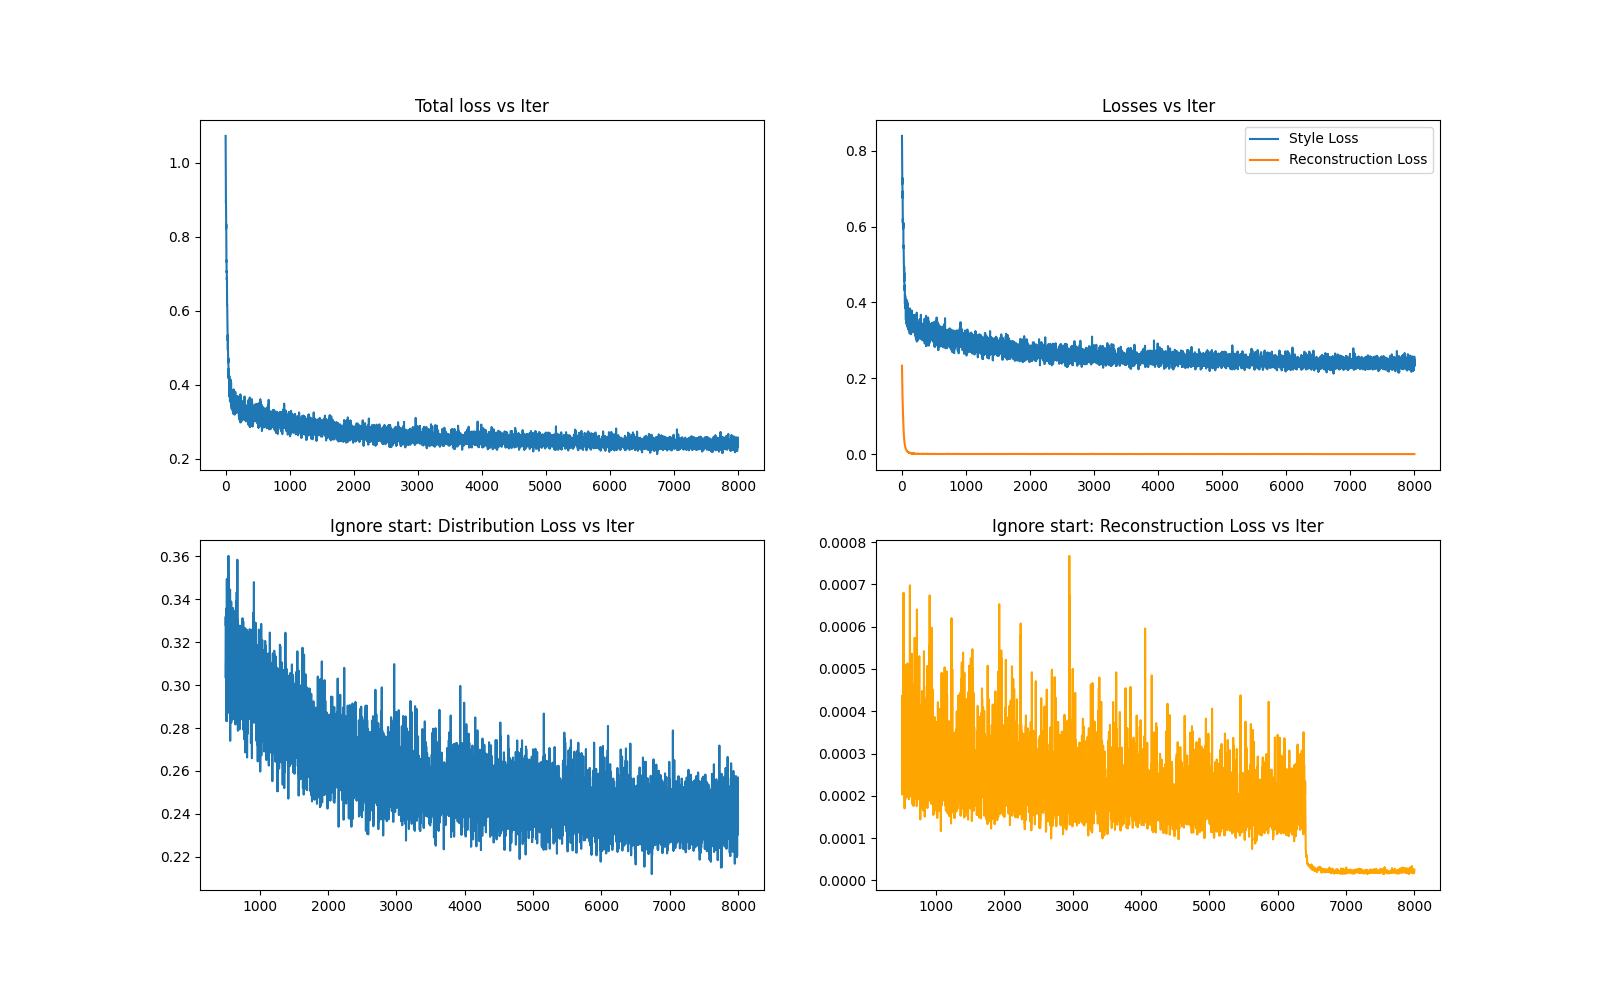 Total loss vs Iter
1.0
0.8
0.6
0.4
0.2
0 1000 2000 3000 4000 5000 6000 7000 8000
Losses vs Iter
Style Loss
Reconstruction Loss
0.8
0.6
0.4
0.2
0.0
0 1000 2000 3000 4000 5000 6000 7000 8000
Ignore start: Distribution Loss vs Iter
0.36
0.34
0.32
0.30
0.28
0.26
0.24
0.22
1000 2000 3000 4000 5000 6000 7000 8000
Ignore start: Reconstruction Loss vs Iter
0.0008
0.0007
0.0006
0.0005
0.0004
0.0003
0.0002
0.0001
0.0000
1000 2000 3000 4000 5000 6000 7000 8000